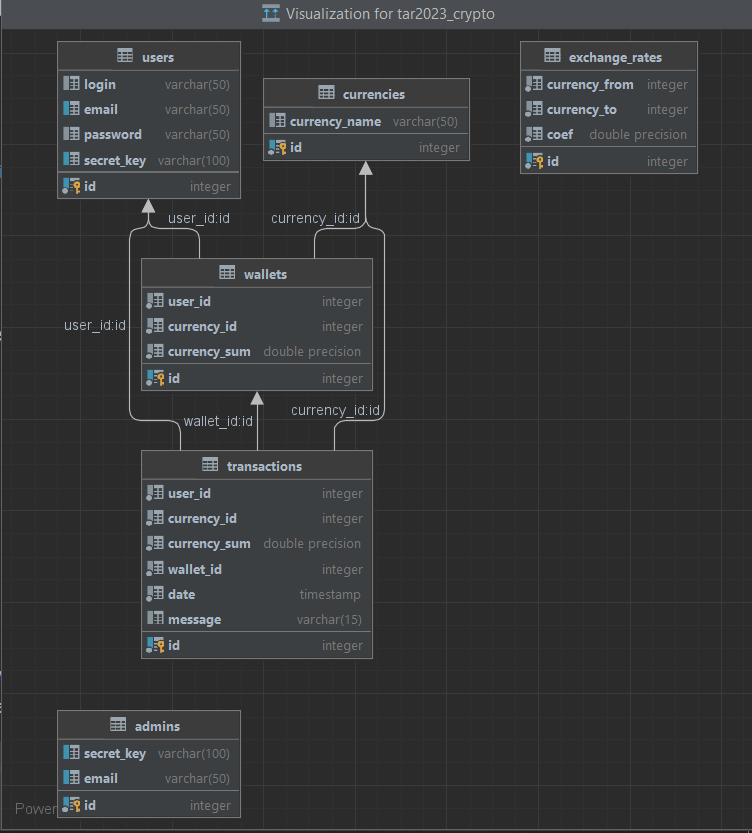 Visualization for tar2023_crypto
users
login varchar(50)
email varchar(50)
password varchar(50)
secret_key varchar(100)
id integer
currencies
currency_name varchar(50)
id integer
exchange_rates
currency_from integer
currency_to integer
coef double precision
id integer
user_id:id
currency_id:id
user_id:id
wallets
user_id integer
currency_id integer
currency_sum double precision
id integer
wallet_id:id
currency_id:id
transactions
user_id integer
currency_id integer
currency_sum double precision
wallet_id integer
date timestamp
message varchar(15)
id integer
admins
secret_key varchar(100)
email varchar(50)
id integer
Power